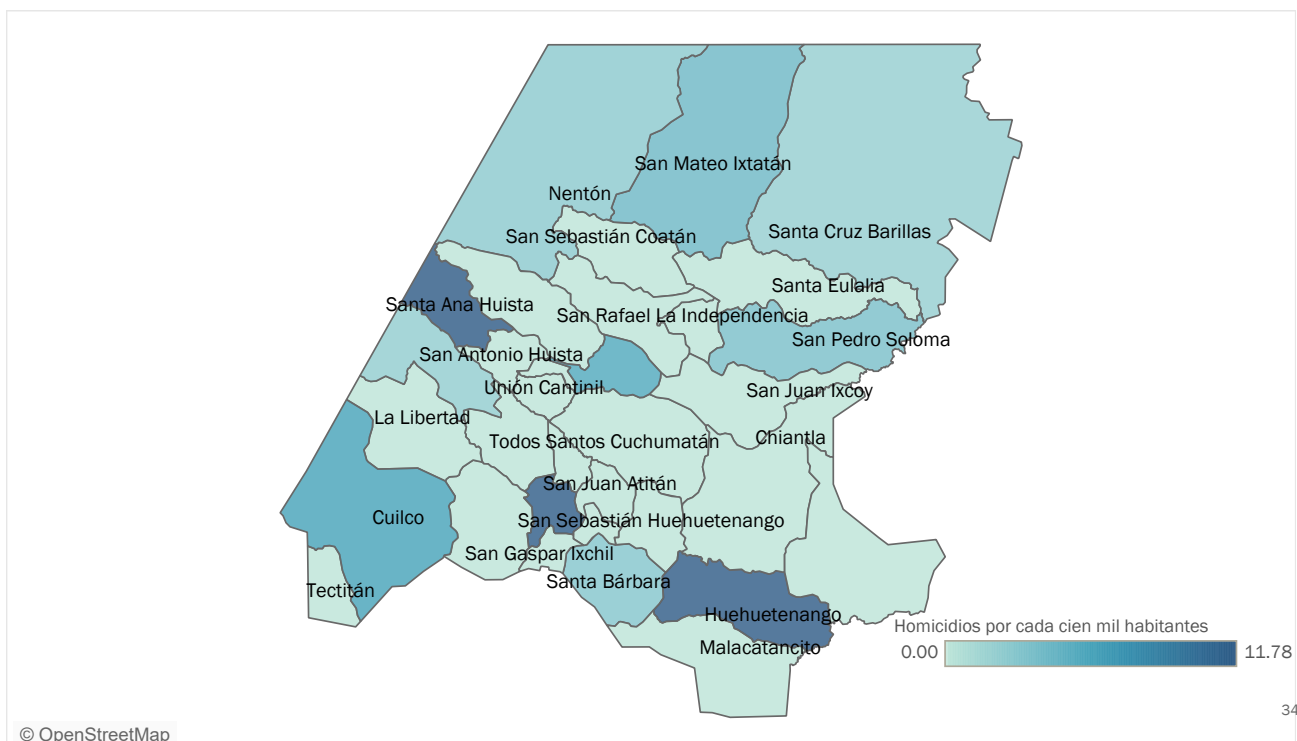 San Mateo Ixtatán
Nentón
Santa Cruz Barillas
San Sebastián Coatán
Santa Eulalia
Santa Ana Huista
San Rafael La Independencia
San Pedro Soloma
San Antonio Huista
Unión Cantinil
San Juan Ixcoy
La Libertad
Chiantla
Todos Santos Cuchumatán
San Juan Atitán
Cuilco
San Sebastián Huehuetenango
San Gaspar Ixchil
Santa Bárbara
Tectitán
Huehuetenango
Malacatancito
Homicidios por cada cien mil habitantes
0.00 11.78
34
© OpenStreetMap